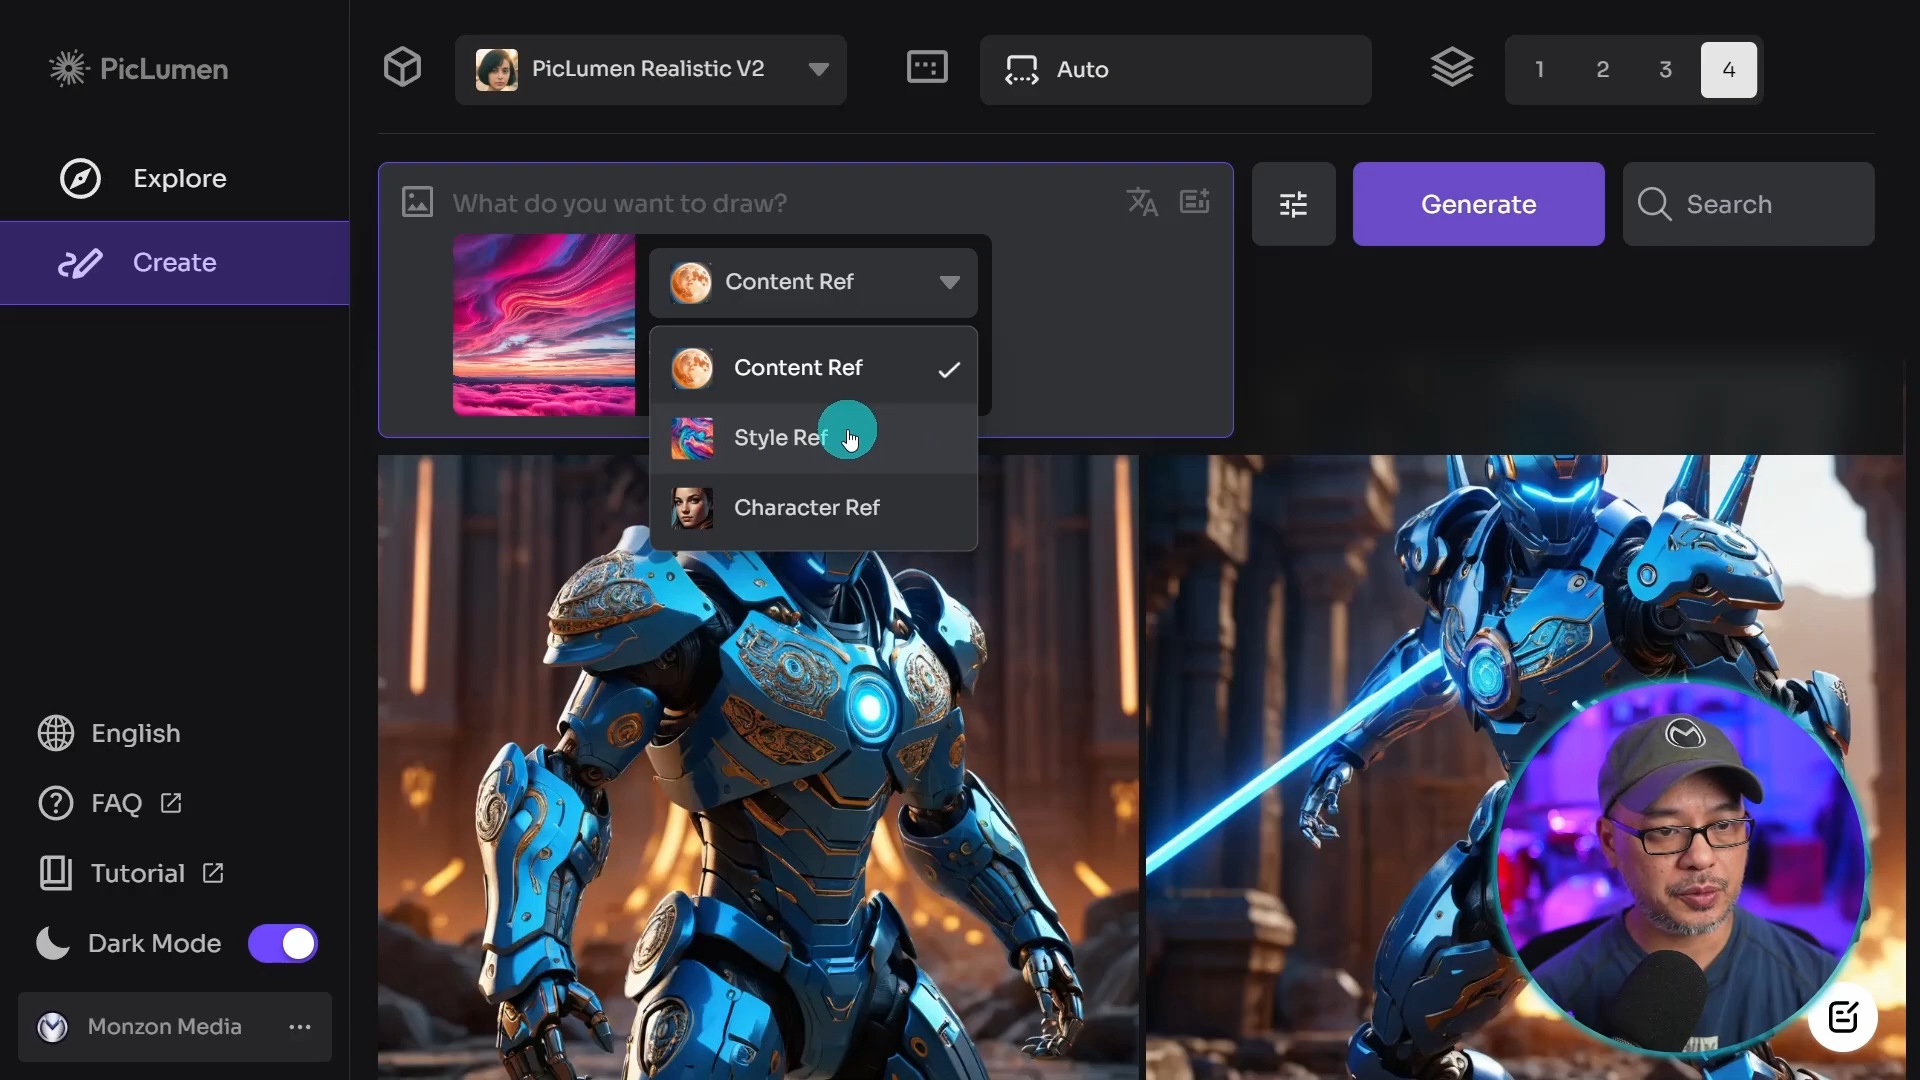 PicLumen
PicLumen Realistic V2
Auto
1 2 3 4
Explore
Create
What do you want to draw?
Generate
Search
Content Ref
Content Ref
Style Ref
Character Ref
English
FAQ
Tutorial
Dark Mode
Monzon Media